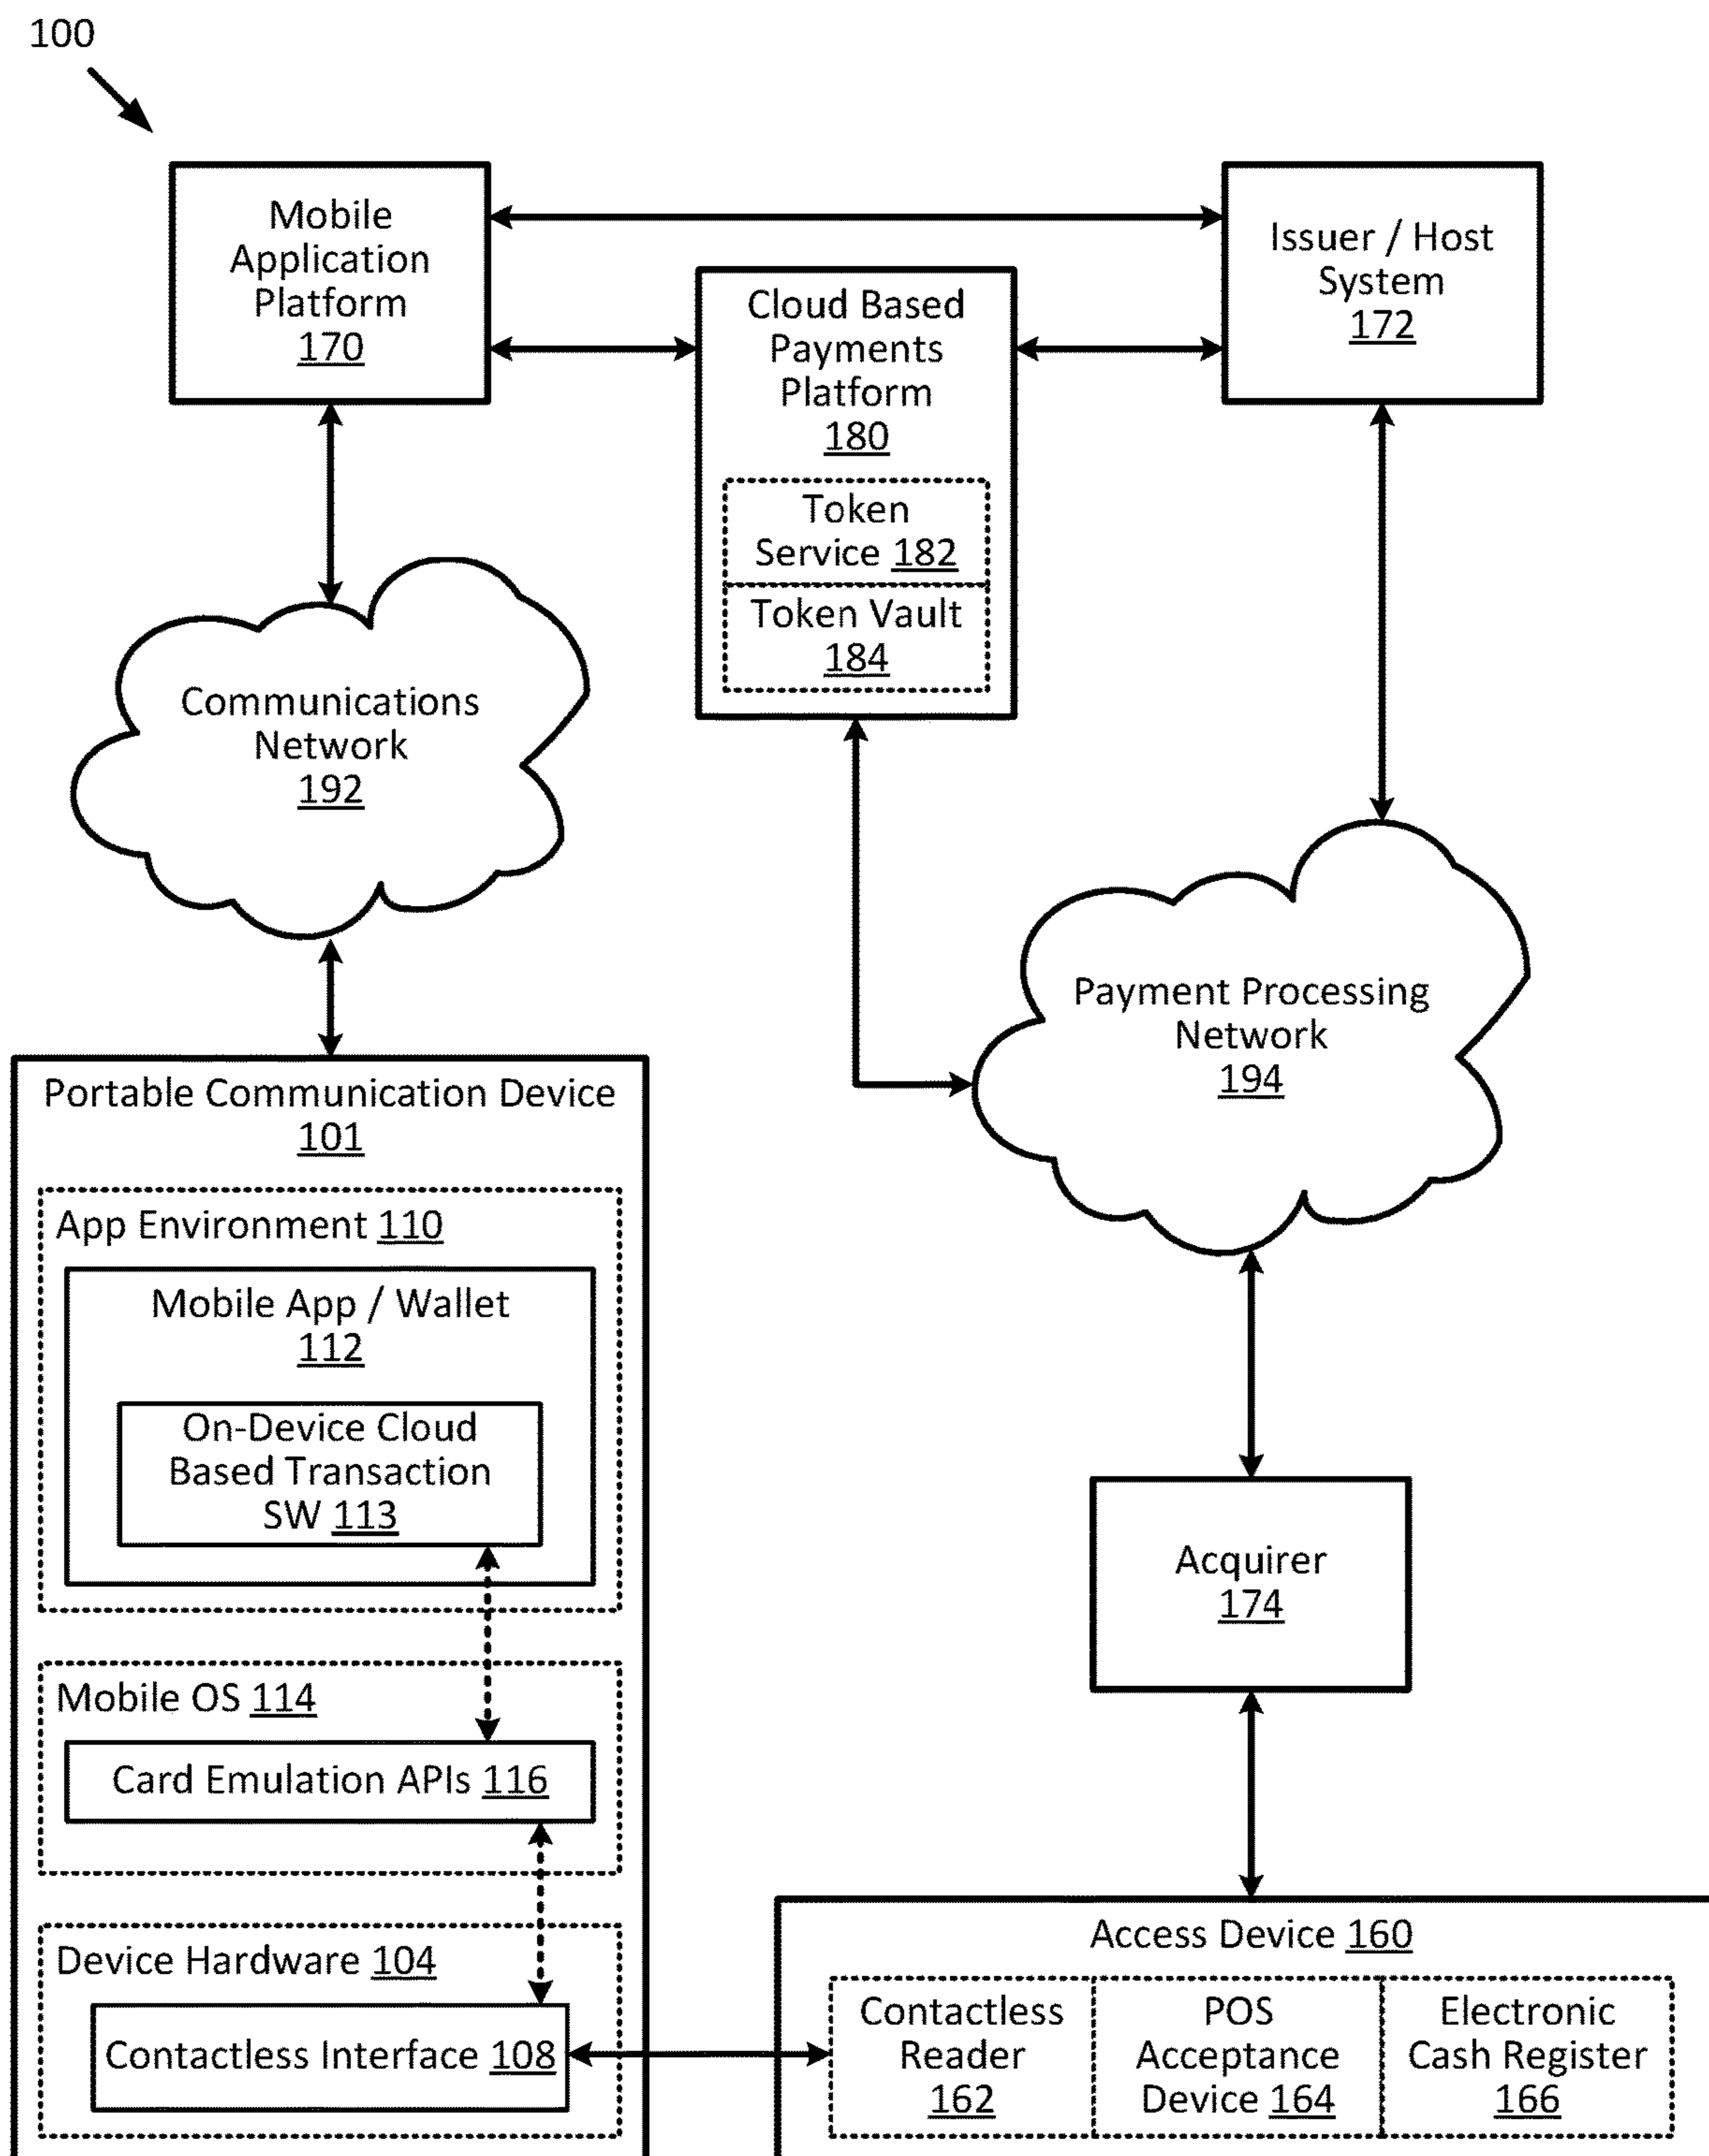 100
Mobile
Application
Platform
170
Issuer / Host
System
172
Cloud Based
Payments
Platform
180
Token
Service 182
Token Vault
184
Communications
Network
192
Payment Processing
Network
194
Portable Communication Device
101
App Environment 110
Mobile App / Wallet
112
On-Device Cloud
Based Transaction
SW 113
Mobile OS 114
Card Emulation APIs 116
Device Hardware 104
Contactless Interface 108
Acquirer
174
Access Device 160
Contactless
Reader
162
POS
Acceptance
Device 164
Electronic
Cash Register
166